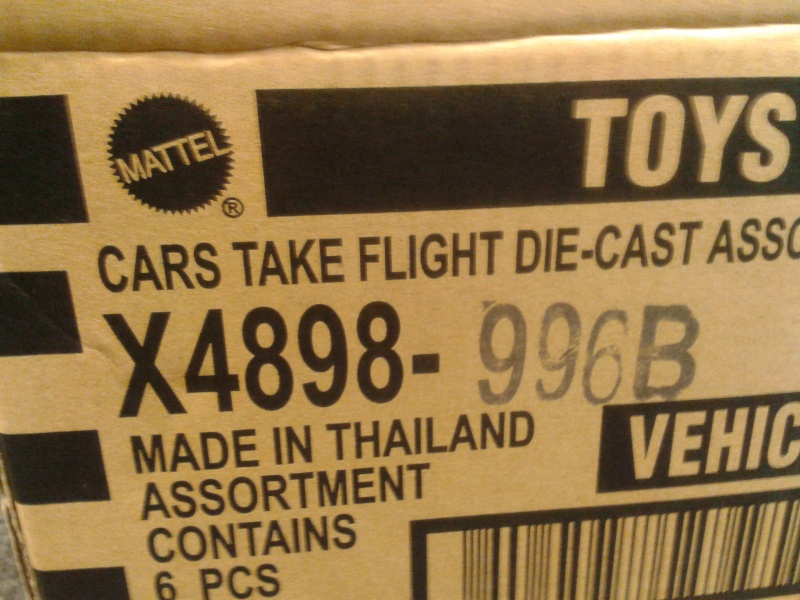 MATTEL
®
TOYS
CARS TAKE FLIGHT DIE-CAST ASSO
X4898- 996B
MADE IN THAILAND
VEHIC
ASSORTMENT
CONTAINS
6 PCS